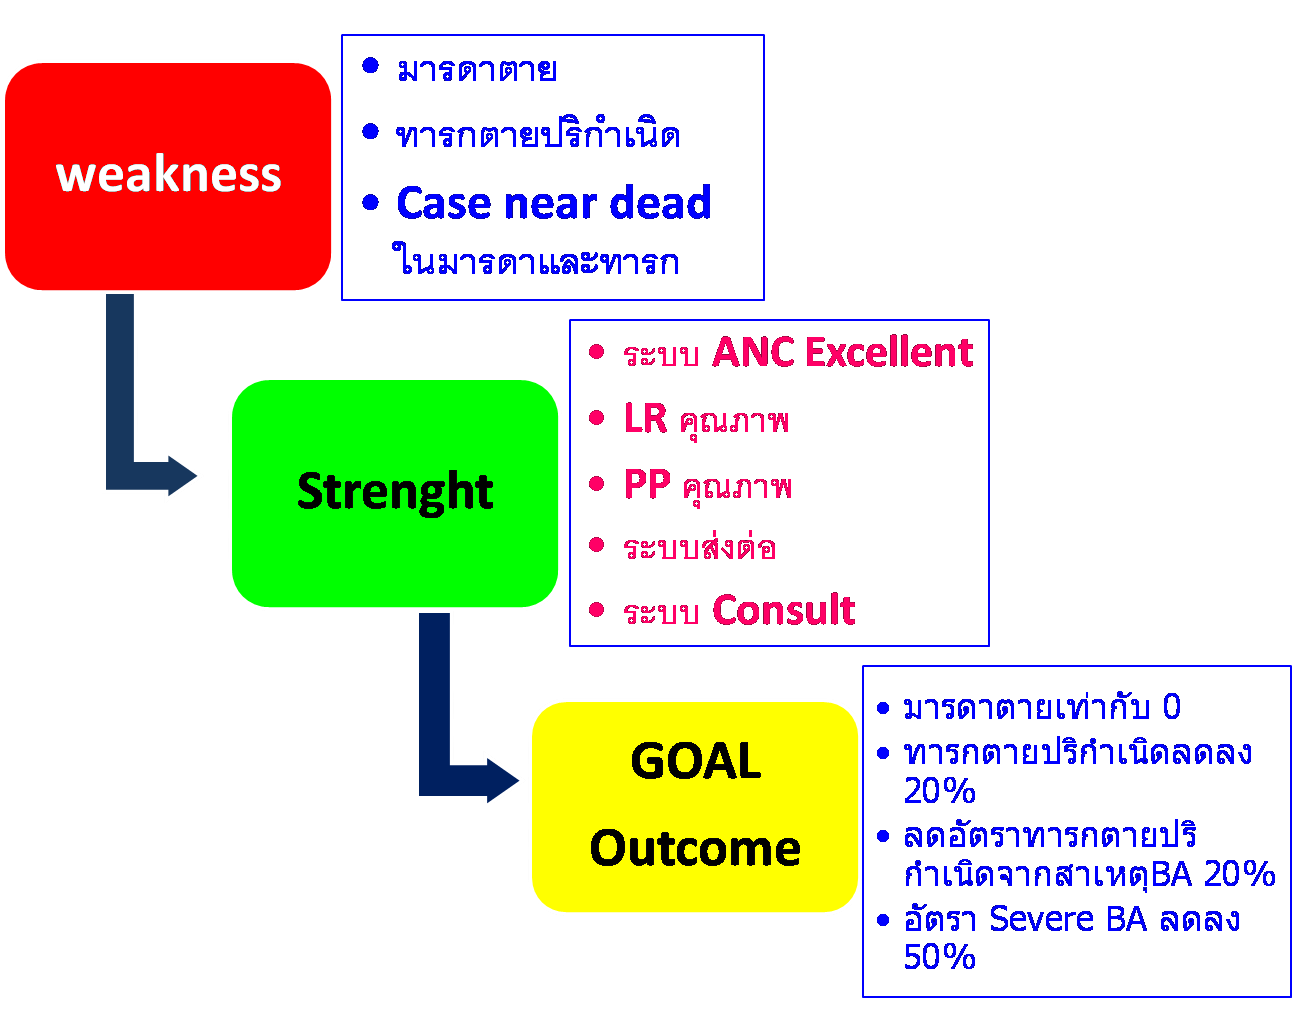 weakness
• มารดาตาย
• ทารกตายปริกำเนิด
• Case near dead
ในมารดาและทารก
Strenght
• ระบบ ANC Excellent
• LR คุณภาพ
• PP คุณภาพ
• ระบบส่งต่อ
• ระบบ Consult
GOAL
Outcome
• มารดาตายเท่ากับ 0
• ทารกตายปริกำเนิดลดลง
20%
• ลดอัตราทารกตายปริ
กำเนิดจากสาเหตุBA 20%
• อัตรา Severe BA ลดลง
50%